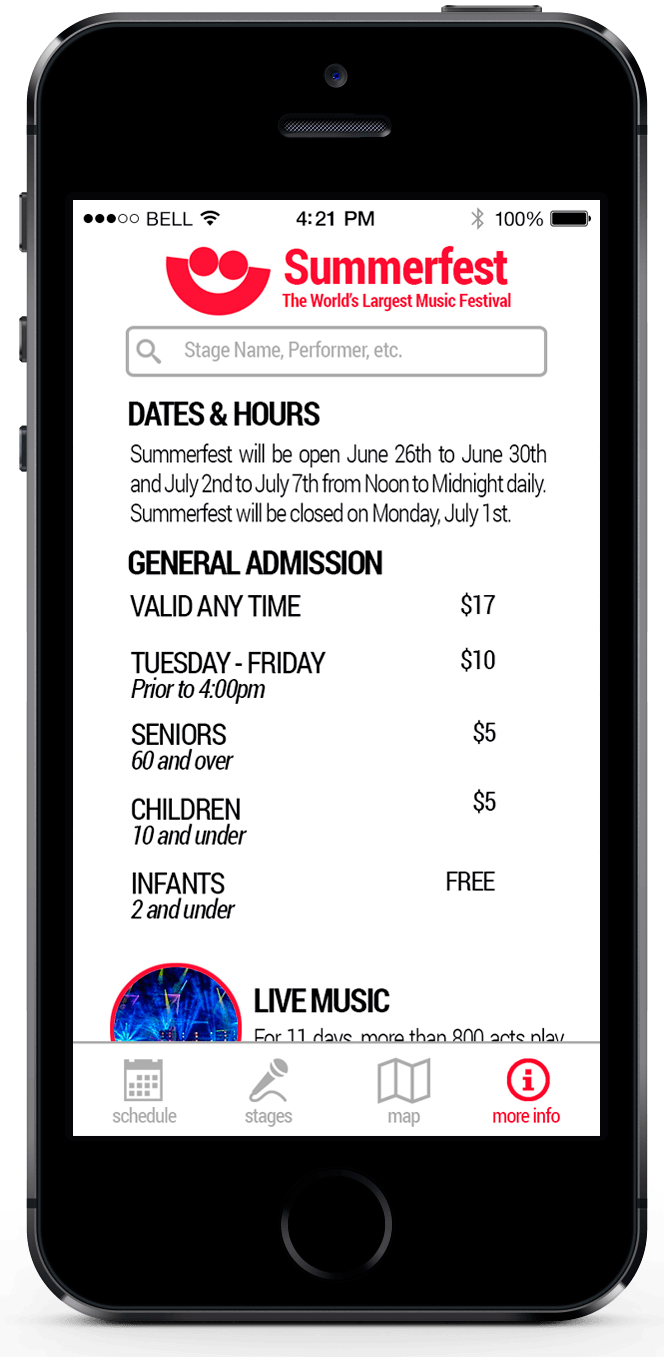 BELL 4:21 PM 100%
Summerfest
The World's Largest Music Festival
Stage Name, Performer, etc.
DATES & HOURS
Summerfest will be open June 26th to June 30th
and July 2nd to July 7th from Noon to Midnight daily.
Summerfest will be closed on Monday, July 1st.
GENERAL ADMISSION
VALID ANY TIME $17
TUESDAY - FRIDAY $10
Prior to 4:00pm
SENIORS $5
60 and over
CHILDREN $5
10 and under
INFANTS FREE
2 and under
LIVE MUSIC
For 11 days, more than 800 acts play
schedule stages map more info